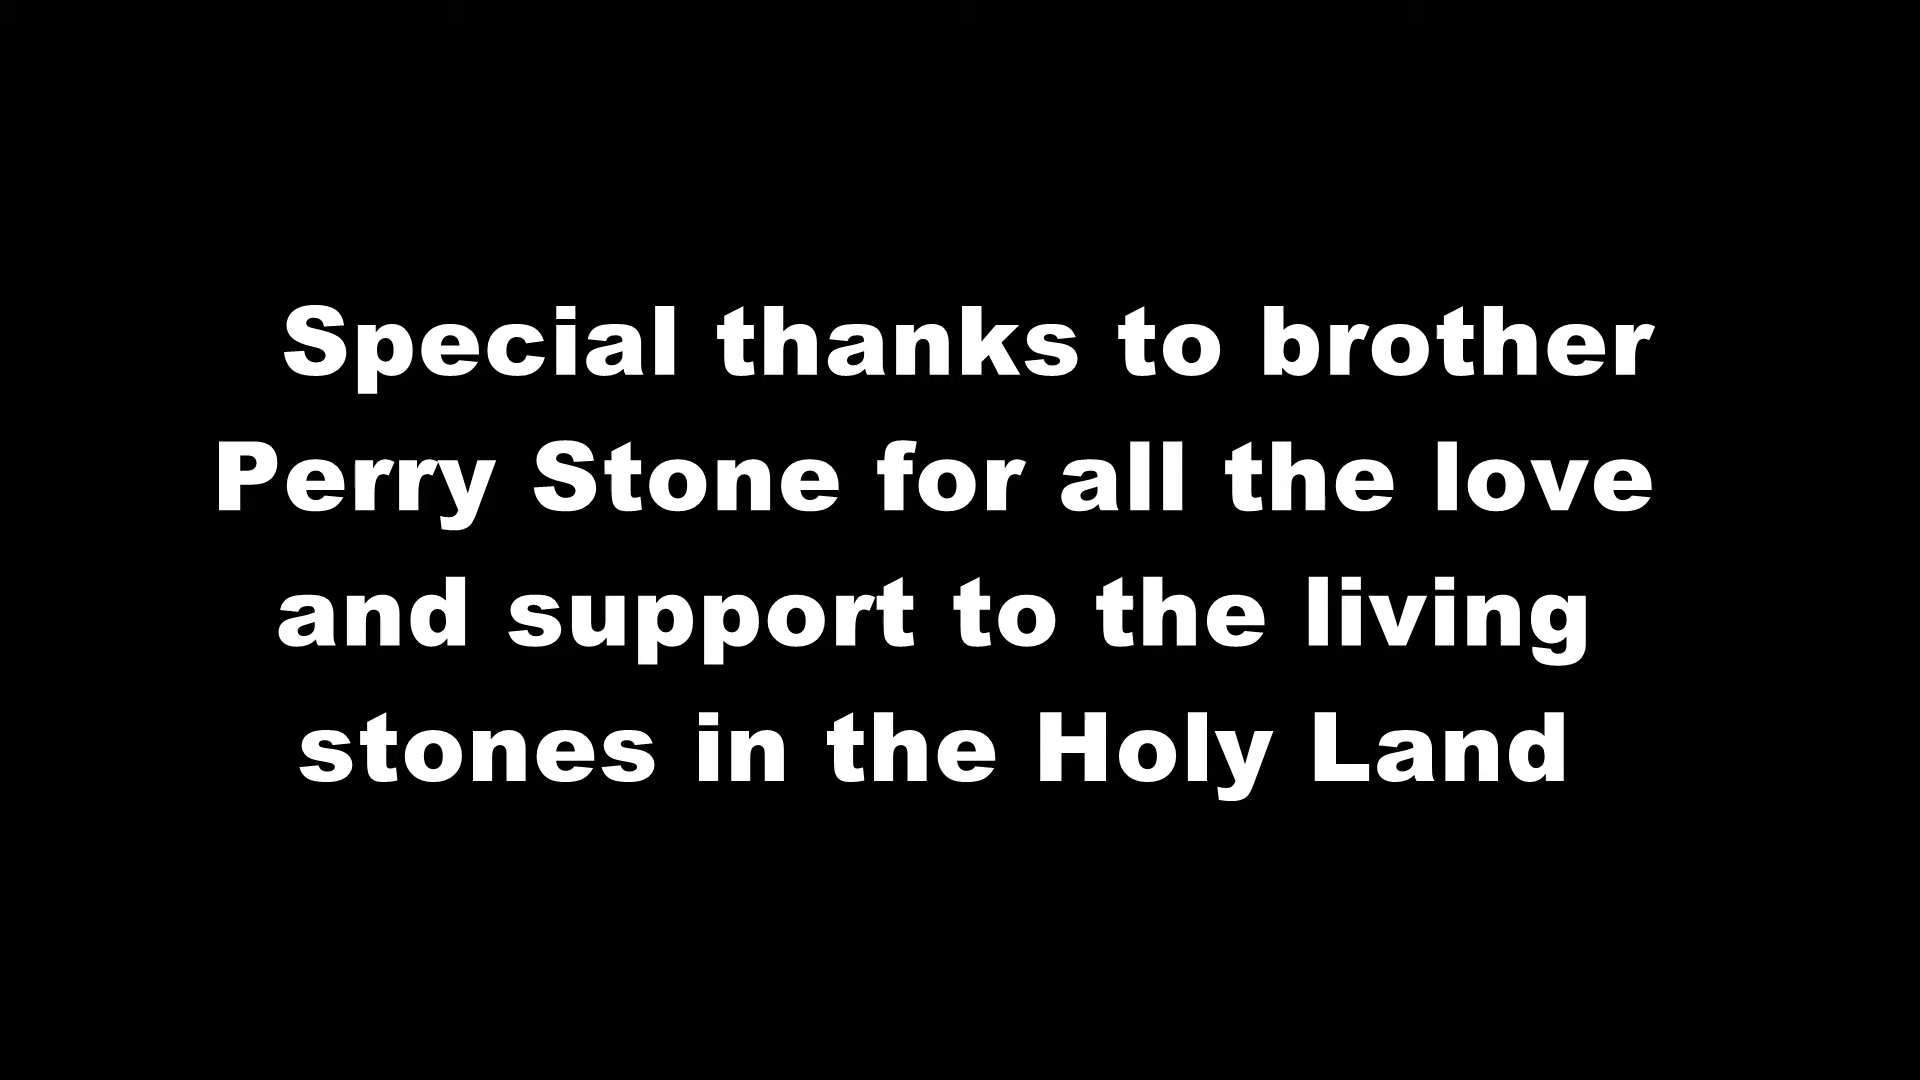 Special thanks to brother
Perry Stone for all the love
and support to the living
stones in the Holy Land